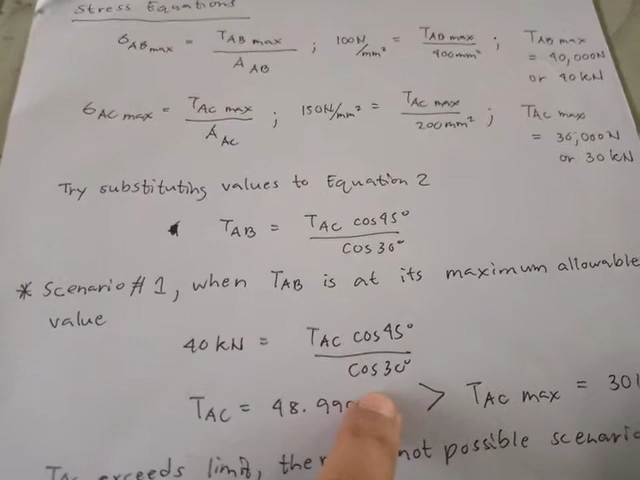 Stress Equations
σAB max = TAB max / AAB ; 100N/mm² = TAB max / 400mm² ; TAB max = 40,000N or 40kN
σAC max = TAC max / AAC ; 150N/mm² = TAC max / 200mm² ; TAC max = 30,000N or 30kN
Try substituting values to Equation 2
TAB = TAC cos45° / cos30°
* Scenario #1, when TAB is at its maximum allowable
value
40kN = TAC cos45° / cos30°
TAC = 48.99 > TAC max = 30
exceeds limit, not possible scenario